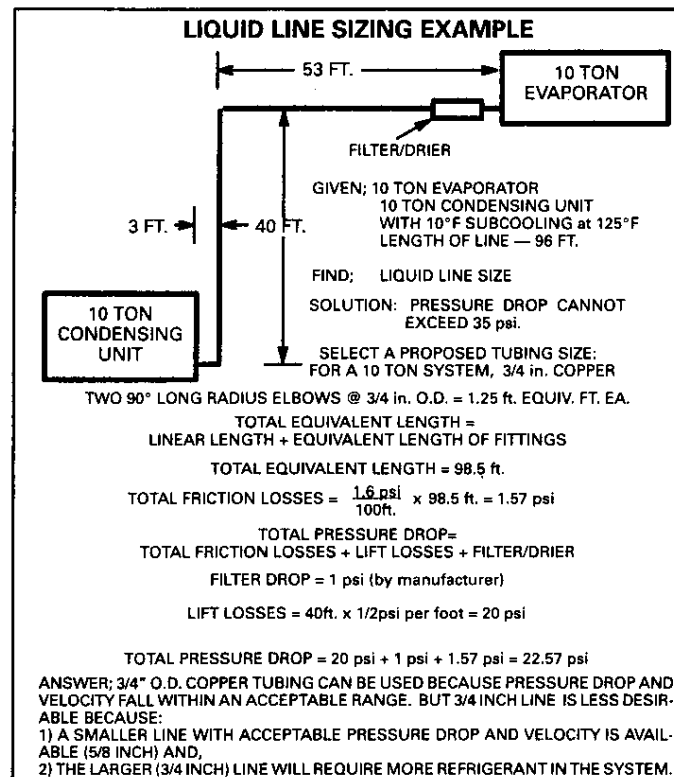 LIQUID LINE SIZING EXAMPLE
53 FT.
10 TON
EVAPORATOR
FILTER/DRIER
GIVEN; 10 TON EVAPORATOR
10 TON CONDENSING UNIT
WITH 10°F SUBCOOLING at 125°F
LENGTH OF LINE — 96 FT.
3 FT.
40 FT.
FIND; LIQUID LINE SIZE
SOLUTION: PRESSURE DROP CANNOT
EXCEED 35 psi.
10 TON
CONDENSING
UNIT
SELECT A PROPOSED TUBING SIZE:
FOR A 10 TON SYSTEM, 3/4 in. COPPER
TWO 90° LONG RADIUS ELBOWS @ 3/4 in. O.D. = 1.25 ft. EQUIV. FT. EA.
TOTAL EQUIVALENT LENGTH =
LINEAR LENGTH + EQUIVALENT LENGTH OF FITTINGS
TOTAL EQUIVALENT LENGTH = 98.5 ft.
TOTAL FRICTION LOSSES = 1.6 psi / 100ft. x 98.5 ft. = 1.57 psi
TOTAL PRESSURE DROP=
TOTAL FRICTION LOSSES + LIFT LOSSES + FILTER/DRIER
FILTER DROP = 1 psi (by manufacturer)
LIFT LOSSES = 40ft. x 1/2psi per foot = 20 psi
TOTAL PRESSURE DROP = 20 psi + 1 psi + 1.57 psi = 22.57 psi
ANSWER; 3/4" O.D. COPPER TUBING CAN BE USED BECAUSE PRESSURE DROP AND
VELOCITY FALL WITHIN AN ACCEPTABLE RANGE. BUT 3/4 INCH LINE IS LESS DESIR-
ABLE BECAUSE:
1) A SMALLER LINE WITH ACCEPTABLE PRESSURE DROP AND VELOCITY IS AVAIL-
ABLE (5/8 INCH) AND,
2) THE LARGER (3/4 INCH) LINE WILL REQUIRE MORE REFRIGERANT IN THE SYSTEM.